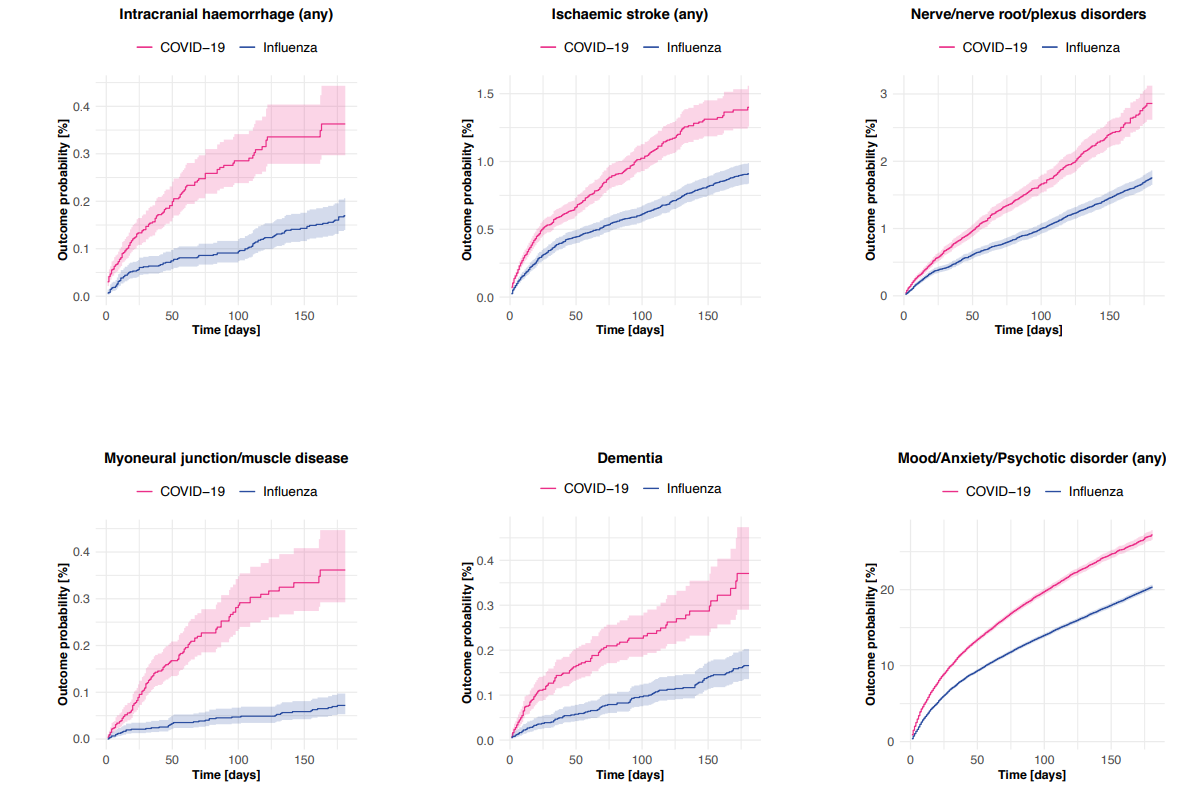 Intracranial haemorrhage (any)
COVID−19 Influenza
Outcome probability [%]
0.4
0.3
0.2
0.1
0.0
0 50 100 150
Time [days]
Ischaemic stroke (any)
COVID−19 Influenza
Outcome probability [%]
1.5
1.0
0.5
0.0
0 50 100 150
Time [days]
Nerve/nerve root/plexus disorders
COVID−19 Influenza
Outcome probability [%]
3
2
1
0
0 50 100 150
Time [days]
Myoneural junction/muscle disease
COVID−19 Influenza
Outcome probability [%]
0.4
0.3
0.2
0.1
0.0
0 50 100 150
Time [days]
Dementia
COVID−19 Influenza
Outcome probability [%]
0.4
0.3
0.2
0.1
0.0
0 50 100 150
Time [days]
Mood/Anxiety/Psychotic disorder (any)
COVID−19 Influenza
Outcome probability [%]
20
10
0
0 50 100 150
Time [days]